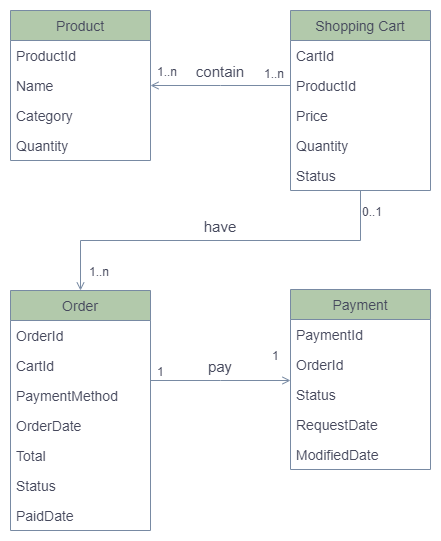 Product
ProductId
Name
Category
Quantity
1..n
contain
1..n
Shopping Cart
CartId
ProductId
Price
Quantity
Status
0..1
have
1..n
Order
OrderId
CartId
PaymentMethod
OrderDate
Total
Status
PaidDate
1
pay
1
Payment
PaymentId
OrderId
Status
RequestDate
ModifiedDate